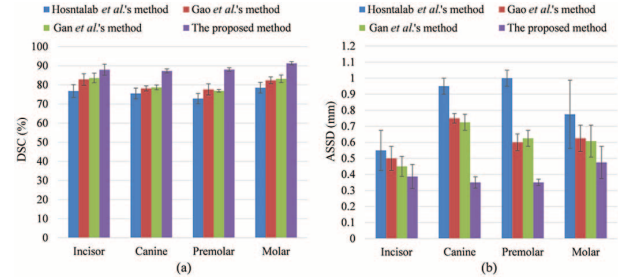 Hosntalab et al.'s method Gao et al.'s method
Gan et al.'s method The proposed method
100
90
80
70
60
50
40
30
20
10
0
DSC (%)
Incisor Canine Premolar Molar
(a)
Hosntalab et al.'s method Gao et al.'s method
Gan et al.'s method The proposed method
1.2
1.1
1
0.9
0.8
0.7
0.6
0.5
0.4
0.3
0.2
0.1
0
ASSD (mm)
Incisor Canine Premolar Molar
(b)